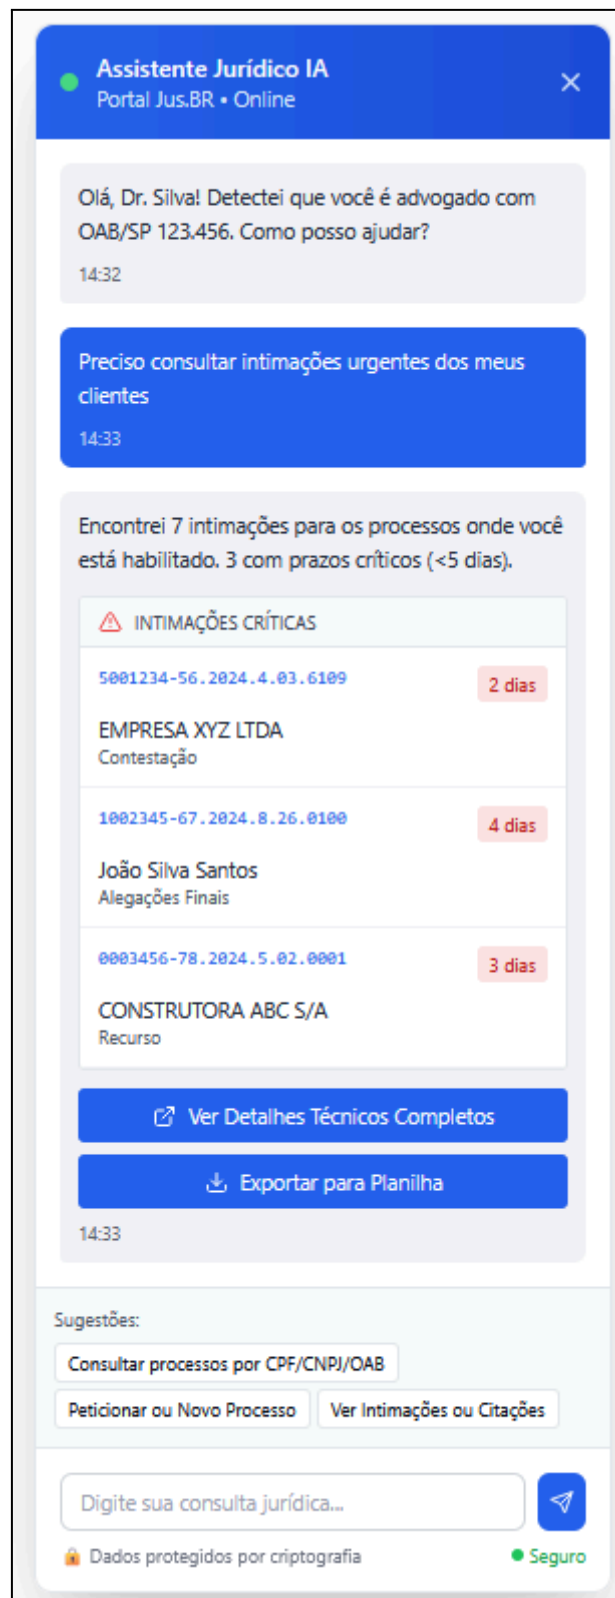 Assistente Jurídico IA
Portal Jus.BR • Online
Olá, Dr. Silva! Detectei que você é advogado com
OAB/SP 123.456. Como posso ajudar?
14:32
Preciso consultar intimações urgentes dos meus
clientes
14:33
Encontrei 7 intimações para os processos onde você
está habilitado. 3 com prazos críticos (<5 dias).
INTIMAÇÕES CRÍTICAS
5001234-56.2024.4.03.6109
2 dias
EMPRESA XYZ LTDA
Contestação
1002345-67.2024.8.26.0100
4 dias
João Silva Santos
Alegações Finais
0003456-78.2024.5.02.0001
3 dias
CONSTRUTORA ABC S/A
Recurso
Ver Detalhes Técnicos Completos
Exportar para Planilha
14:33
Sugestões:
Consultar processos por CPF/CNPJ/OAB
Peticionar ou Novo Processo
Ver Intimações ou Citações
Digite sua consulta jurídica...
Dados protegidos por criptografia
Seguro